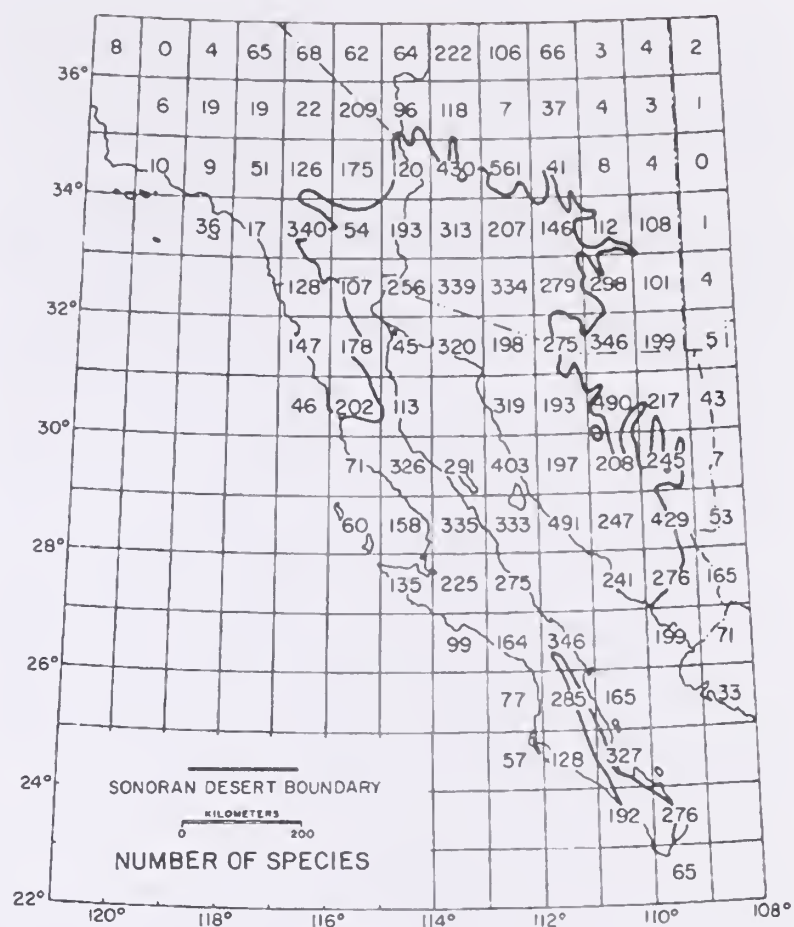 8 0 4 65 68 62 64 222 106 66 3 4 2
36°
6 19 19 22 209 96 118 7 37 4 3 1
10 9 51 126 175 120 430 561 41 8 4 0
34°
36 17 340 54 193 313 207 146 112 108 1
128 107 256 339 334 279 298 101 4
32°
147 178 45 320 198 275 346 199 51
46 202 113 319 193 490 217 43
30°
71 326 291 403 197 208 245 7
60 158 335 333 491 247 429 53
28°
135 225 275 241 276 165
99 164 346 199 71
26°
77 285 165 33
57 128 327
24°
SONORAN DESERT BOUNDARY
192 276
KILOMETERS
0 200
NUMBER OF SPECIES
65
22°
120° 118° 116° 114° 112° 110° 108°